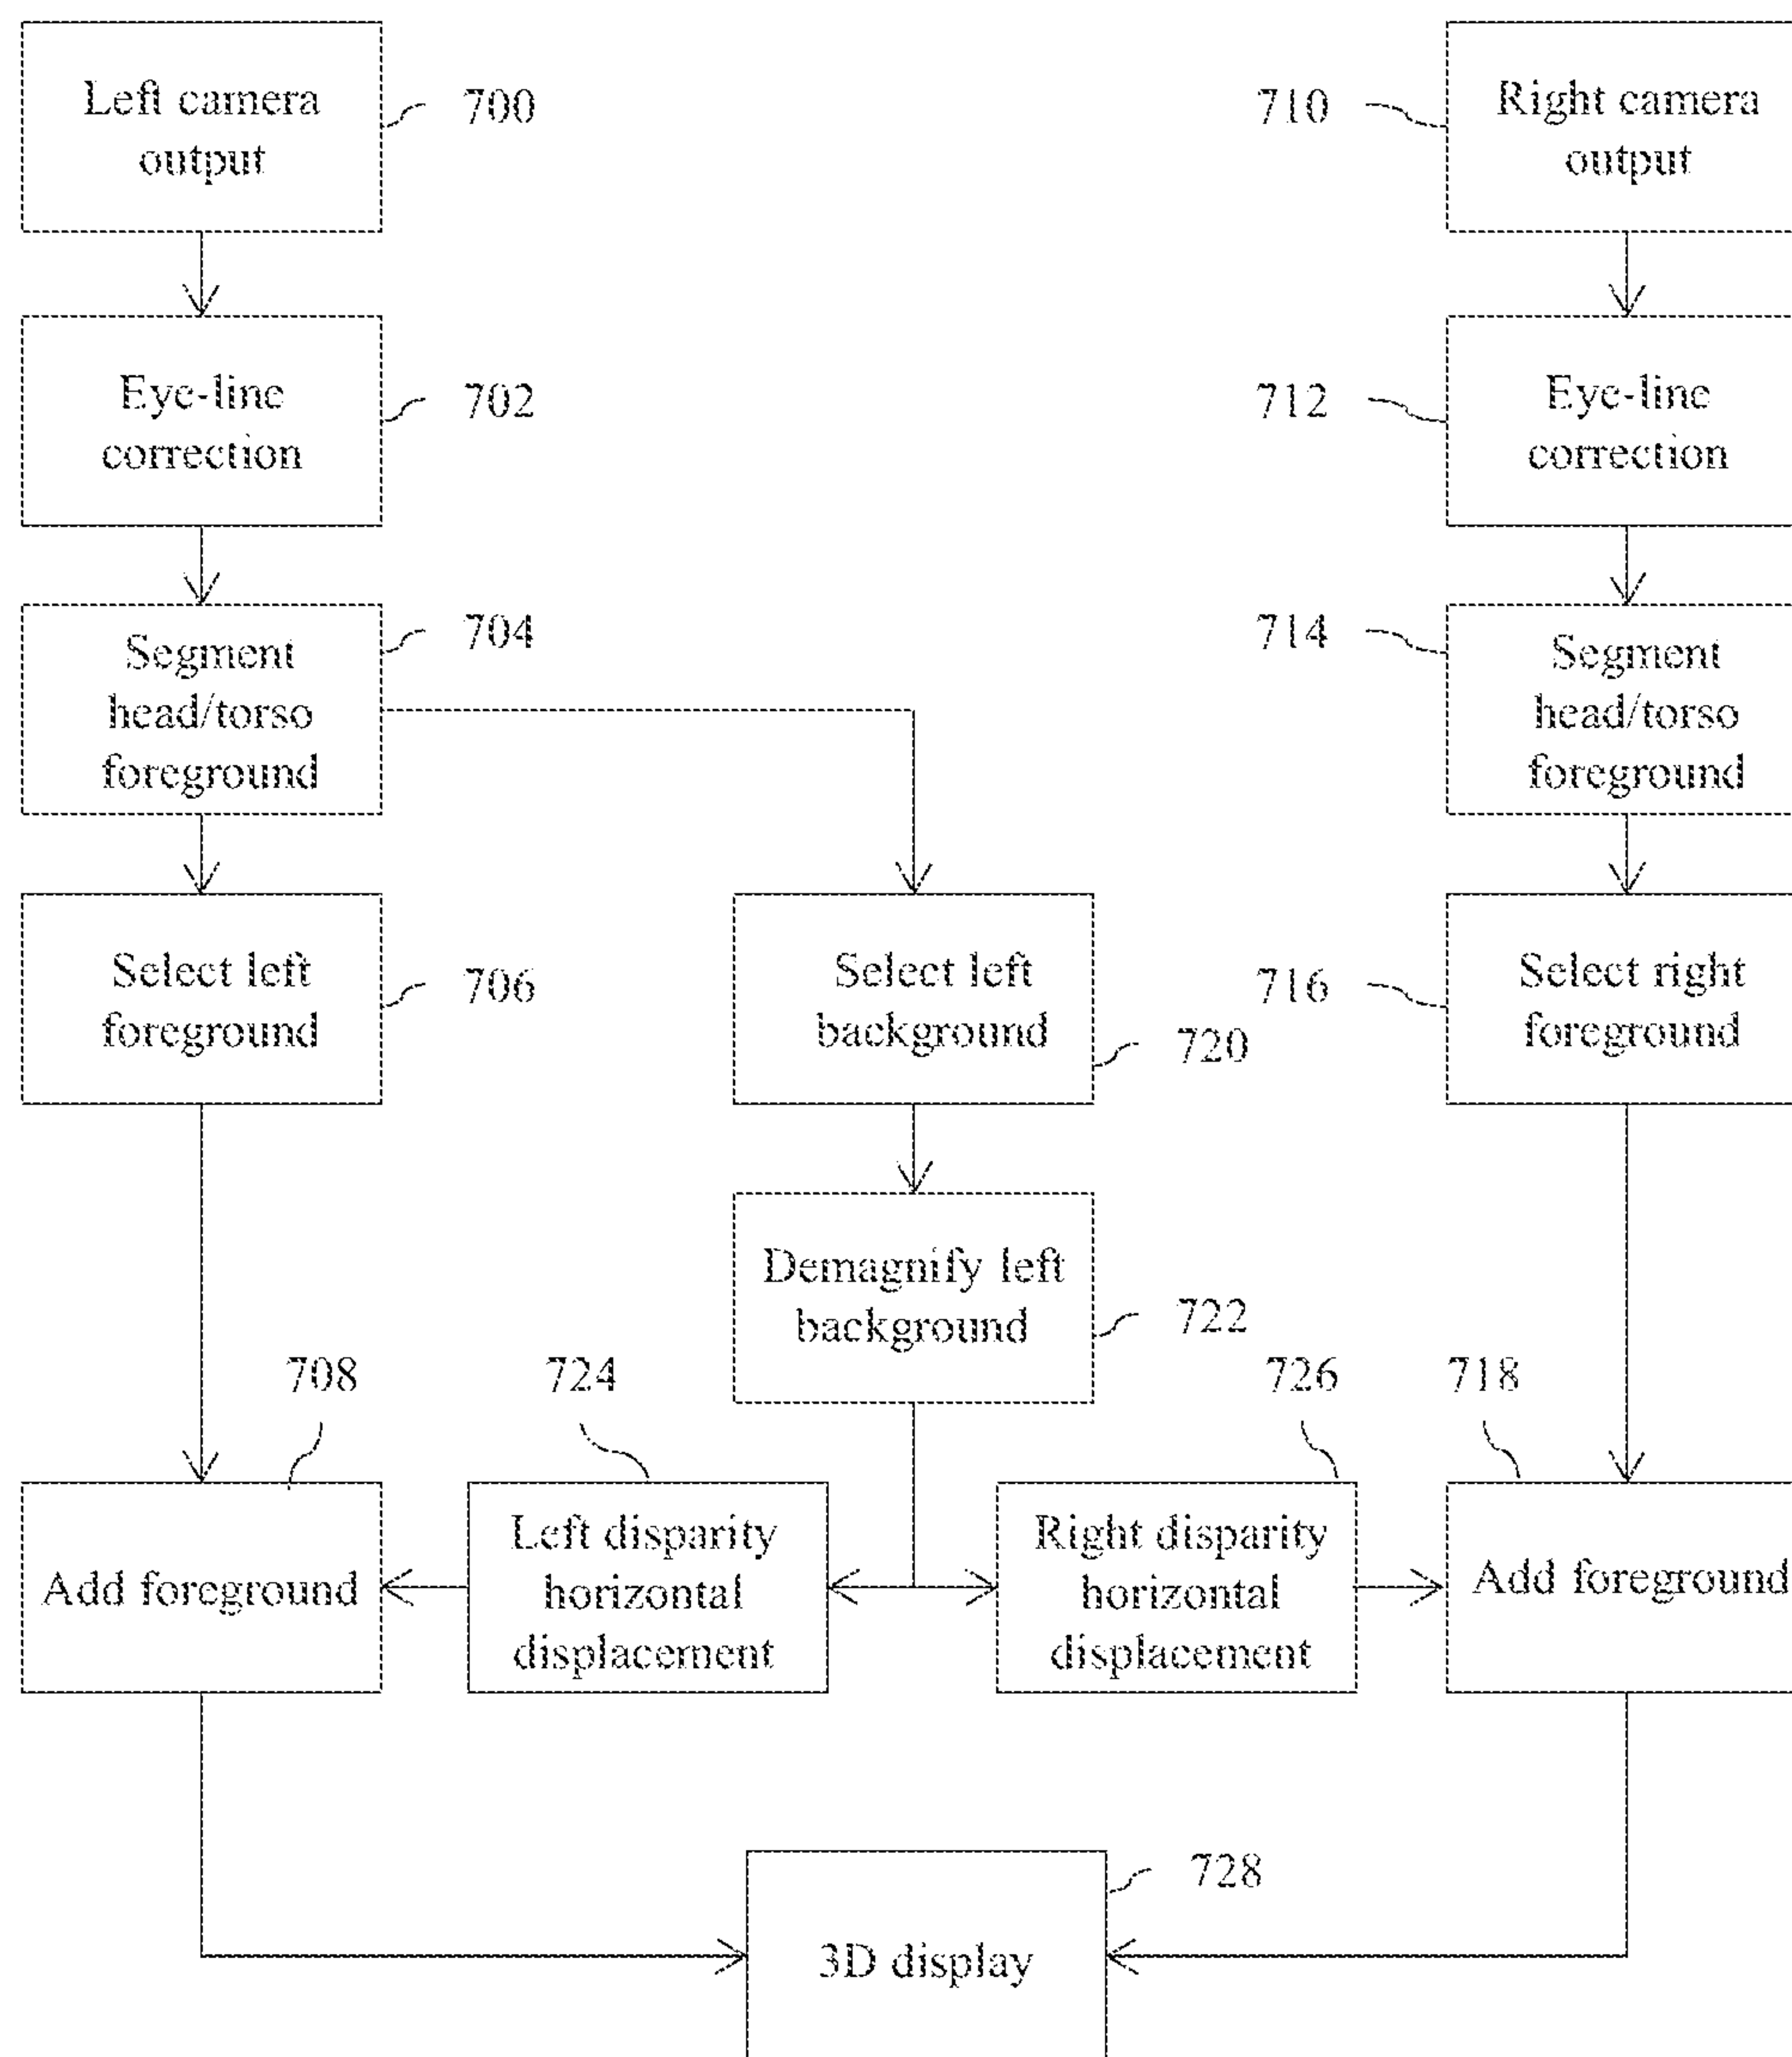 Left camera
output
700
710
Right camera
output
Eye-line
correction
702
712
Eye-line
correction
Segment
head/torso
foreground
704
714
Segment
head/torso
foreground
Select left
foreground
706
Select left
background
720
716
Select right
foreground
Demagnify left
background
722
708
724
726
718
Add foreground
Left disparity
horizontal
displacement
Right disparity
horizontal
displacement
Add foreground
728
3D display